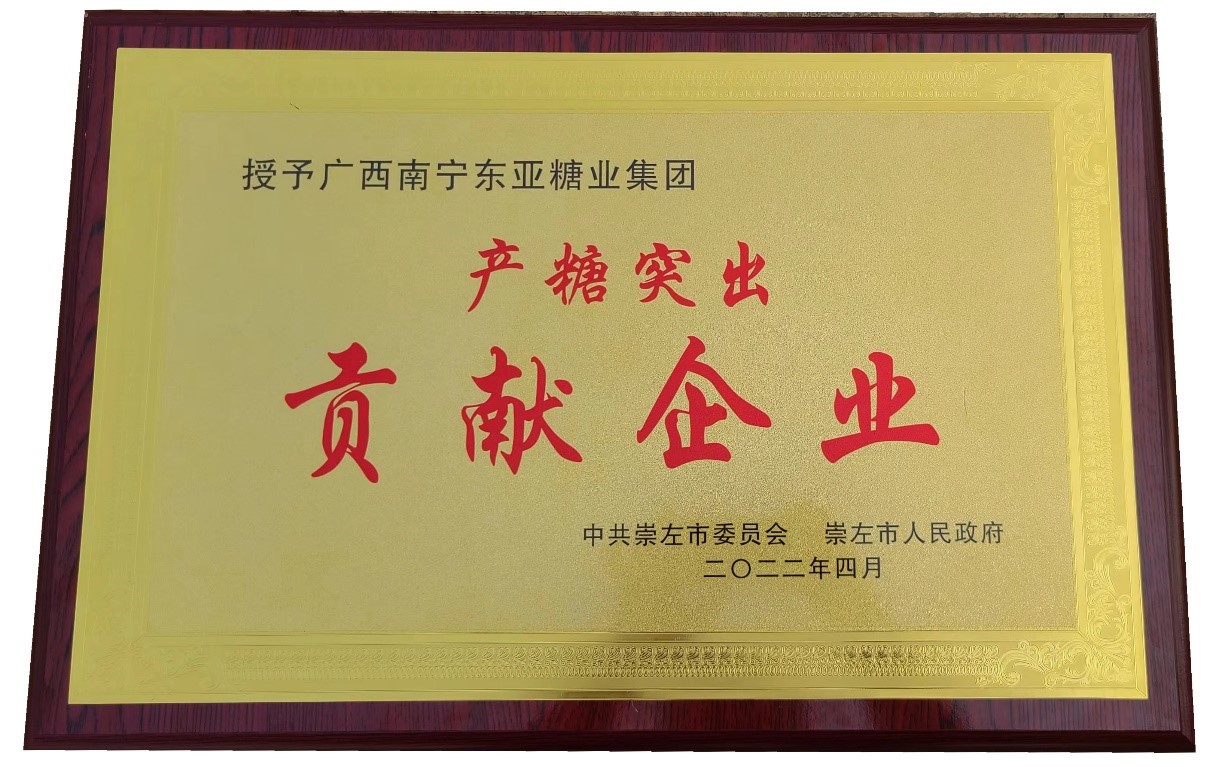 授予广西南宁东亚糖业集团
产糖突出
贡献企业
中共崇左市委员会 崇左市人民政府
二〇二二年四月